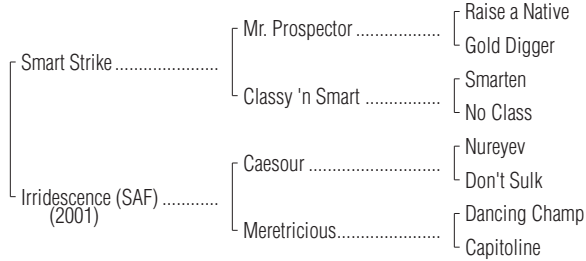 Raise a Native
Mr. Prospector ..................
Gold Digger
Smart Strike ......................
Smarten
Classy 'n Smart ................
No Class
Nureyev
Caesour ............................
Don't Sulk
Irridescence (SAF) ............
(2001)
Dancing Champ
Meretricious......................
Capitoline